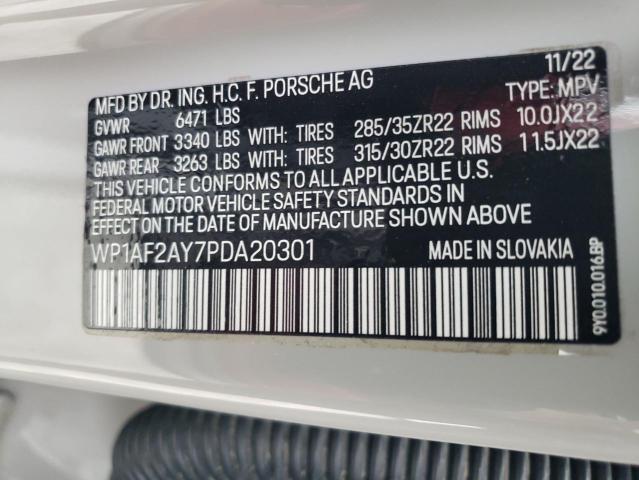 MFD BY DR. ING. H.C. F. PORSCHE AG 11/22
GVWR 6471 LBS TYPE: MPV
GAWR FRONT 3340 LBS WITH: TIRES 285/35ZR22 RIMS 10.0JX22
GAWR REAR 3263 LBS WITH: TIRES 315/30ZR22 RIMS 11.5JX22
THIS VEHICLE CONFORMS TO ALL APPLICABLE U.S.
FEDERAL MOTOR VEHICLE SAFETY STANDARDS IN
EFFECT ON THE DATE OF MANUFACTURE SHOWN ABOVE
WP1AF2AY7PDA20301 MADE IN SLOVAKIA
9Y0.010.016.BP